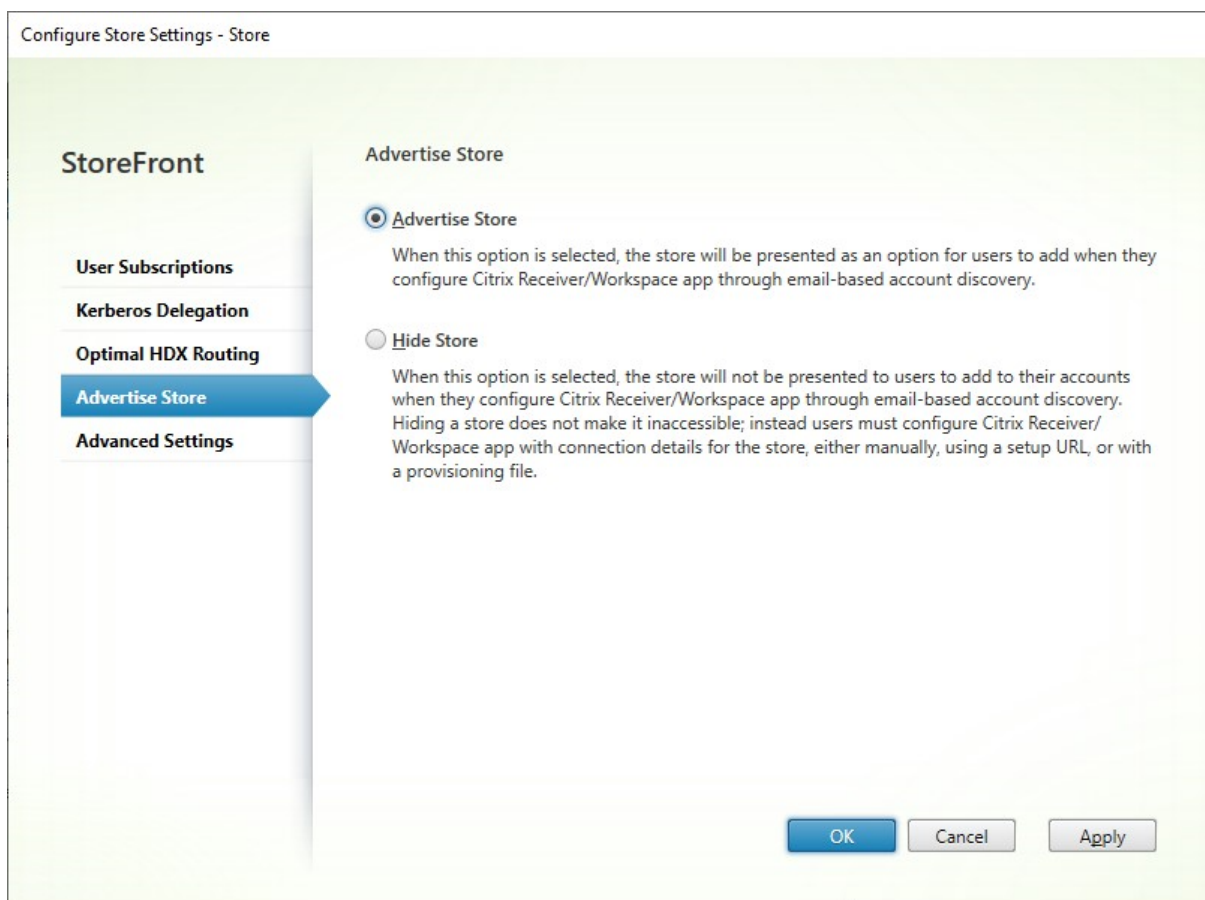 Configure Store Settings - Store
StoreFront
User Subscriptions
Kerberos Delegation
Optimal HDX Routing
Advertise Store
Advanced Settings
Advertise Store
Advertise Store
When this option is selected, the store will be presented as an option for users to add when they
configure Citrix Receiver/Workspace app through email-based account discovery.
Hide Store
When this option is selected, the store will not be presented to users to add to their accounts
when they configure Citrix Receiver/Workspace app through email-based account discovery.
Hiding a store does not make it inaccessible; instead users must configure Citrix Receiver/
Workspace app with connection details for the store, either manually, using a setup URL, or with
a provisioning file.
OK
Cancel
Apply